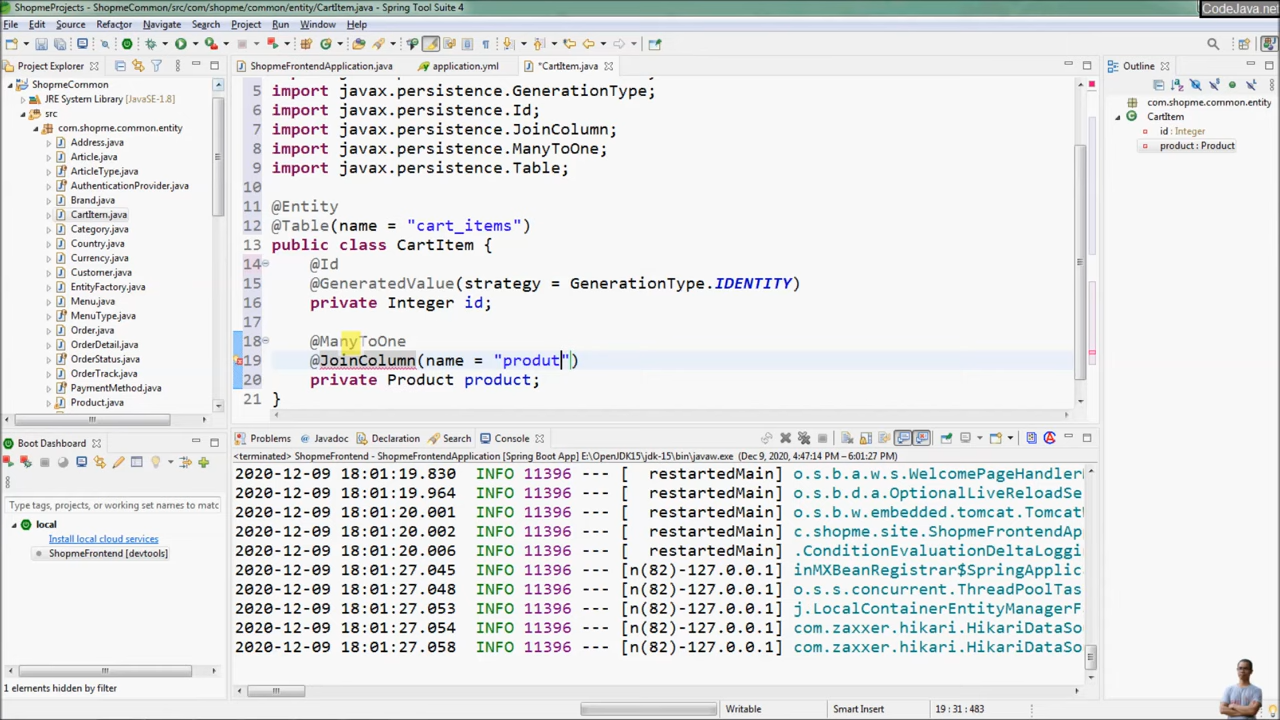 ShopmeProjects - ShopmeCommon/src/com/shopme/common/entity/CartItem.java - Spring Tool Suite 4
CodeJava.net
File Edit Source Refactor Navigate Search Project Run Window Help
Project Explorer
ShopmeFrontendApplication.java
application.yml
*CartItem.java
Outline
ShopmeCommon
JRE System Library [JavaSE-1.8]
src
com.shopme.common.entity
Address.java
Article.java
ArticleType.java
AuthenticationProvider.java
Brand.java
CartItem.java
Category.java
Country.java
Currency.java
Customer.java
EntityFactory.java
Menu.java
MenuType.java
Order.java
OrderDetail.java
OrderStatus.java
OrderTrack.java
PaymentMethod.java
Product.java
5 import javax.persistence.GenerationType;
6 import javax.persistence.Id;
7 import javax.persistence.JoinColumn;
8 import javax.persistence.ManyToOne;
9 import javax.persistence.Table;
10
11 @Entity
12 @Table(name = "cart_items")
13 public class CartItem {
14 @Id
15 @GeneratedValue(strategy = GenerationType.IDENTITY)
16 private Integer id;
17
18 @ManyToOne
19 @JoinColumn(name = "produt")
20 private Product product;
21 }
com.shopme.common.entity
CartItem
id : Integer
product : Product
Boot Dashboard
Type tags, projects, or working set names to match
local
Install local cloud services
ShopmeFrontend [devtools]
1 elements hidden by filter
Problems Javadoc Declaration Search Console
<terminated> ShopmeFrontend - ShopmeFrontendApplication [Spring Boot App] E:\OpenJDK15\jdk-15\bin\javaw.exe (Dec 9, 2020, 4:47:14 PM - 6:01:27 PM)
2020-12-09 18:01:19.830 INFO 11396 --- [ restartedMain] o.s.b.a.w.s.WelcomePageHandler
2020-12-09 18:01:19.964 INFO 11396 --- [ restartedMain] o.s.b.d.a.OptionalLiveReloadSe
2020-12-09 18:01:20.001 INFO 11396 --- [ restartedMain] o.s.b.w.embedded.tomcat.Tomcat
2020-12-09 18:01:20.002 INFO 11396 --- [ restartedMain] c.shopme.site.ShopmeFrontendAp
2020-12-09 18:01:20.006 INFO 11396 --- [ restartedMain] .ConditionEvaluationDeltaLoggi
2020-12-09 18:01:27.045 INFO 11396 --- [n(82)-127.0.0.1] inMXBeanRegistrar$SpringApplic
2020-12-09 18:01:27.048 INFO 11396 --- [n(82)-127.0.0.1] o.s.s.concurrent.ThreadPoolTas
2020-12-09 18:01:27.053 INFO 11396 --- [n(82)-127.0.0.1] j.LocalContainerEntityManagerF
2020-12-09 18:01:27.054 INFO 11396 --- [n(82)-127.0.0.1] com.zaxxer.hikari.HikariDataSo
2020-12-09 18:01:27.058 INFO 11396 --- [n(82)-127.0.0.1] com.zaxxer.hikari.HikariDataSo
Writable
Smart Insert
19 : 31 : 483